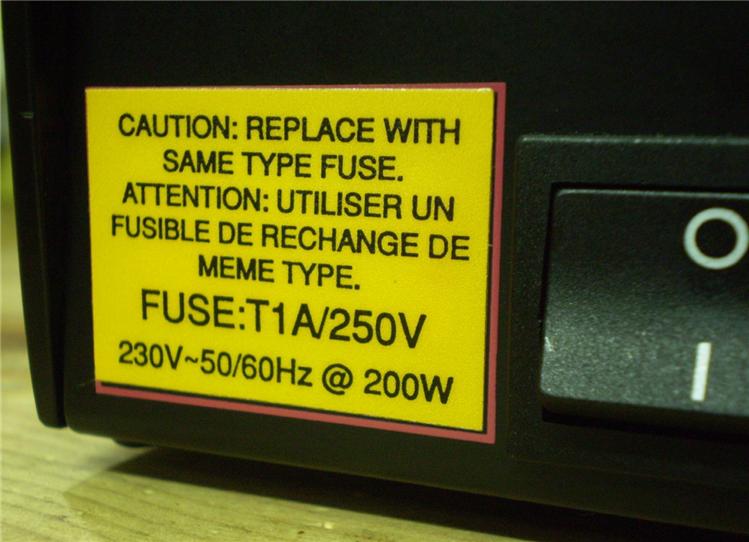 CAUTION: REPLACE WITH
SAME TYPE FUSE.
ATTENTION: UTILISER UN
FUSIBLE DE RECHANGE DE
MEME TYPE.
FUSE:T1A/250V
230V~50/60Hz @ 200W
O
I